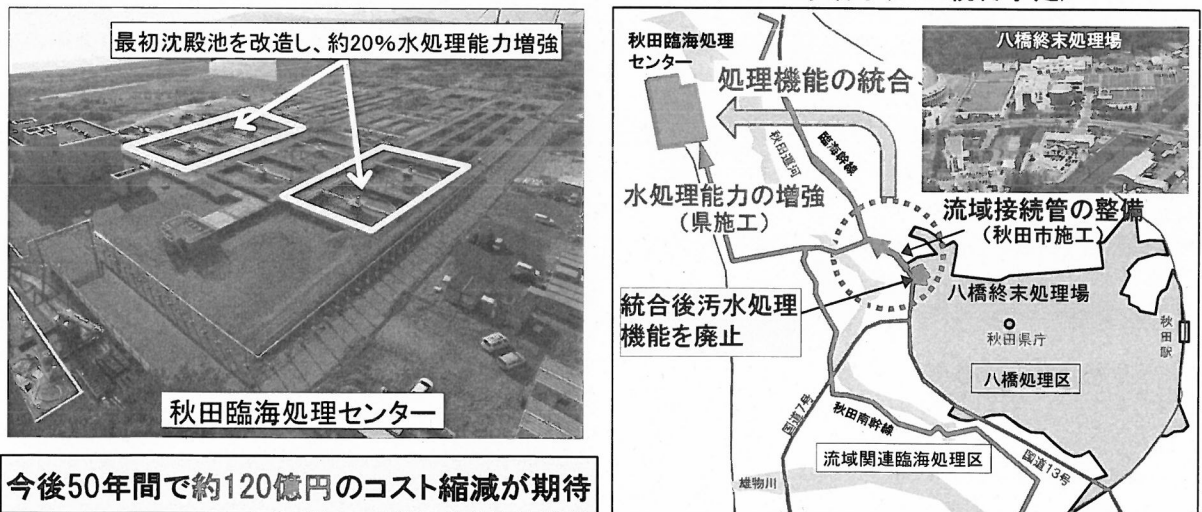 最初沈殿池を改造し、約20%水処理能力増強
秋田臨海処理センター
今後50年間で約120億円のコスト縮減が期待
秋田臨海処理
センター
処理機能の統合
八橋終末処理場
秋田運河
臨海幹線
水処理能力の増強
(県施工)
流域接続管の整備
(秋田市施工)
八橋終末処理場
統合後汚水処理
機能を廃止
秋田県庁
秋田駅
八橋処理区
国道7号
秋田南幹線
流域関連臨海処理区
国道13号
雄物川